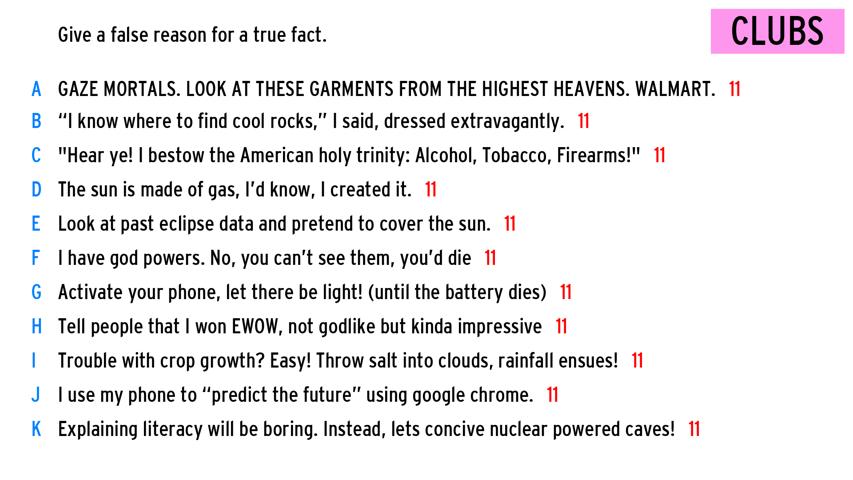 Give a false reason for a true fact.
CLUBS
A GAZE MORTALS. LOOK AT THESE GARMENTS FROM THE HIGHEST HEAVENS. WALMART. 11
B “I know where to find cool rocks,” I said, dressed extravagantly. 11
C "Hear ye! I bestow the American holy trinity: Alcohol, Tobacco, Firearms!" 11
D The sun is made of gas, I’d know, I created it. 11
E Look at past eclipse data and pretend to cover the sun. 11
F I have god powers. No, you can’t see them, you’d die 11
G Activate your phone, let there be light! (until the battery dies) 11
H Tell people that I won EWOW, not godlike but kinda impressive 11
I Trouble with crop growth? Easy! Throw salt into clouds, rainfall ensues! 11
J I use my phone to “predict the future” using google chrome. 11
K Explaining literacy will be boring. Instead, lets concive nuclear powered caves! 11